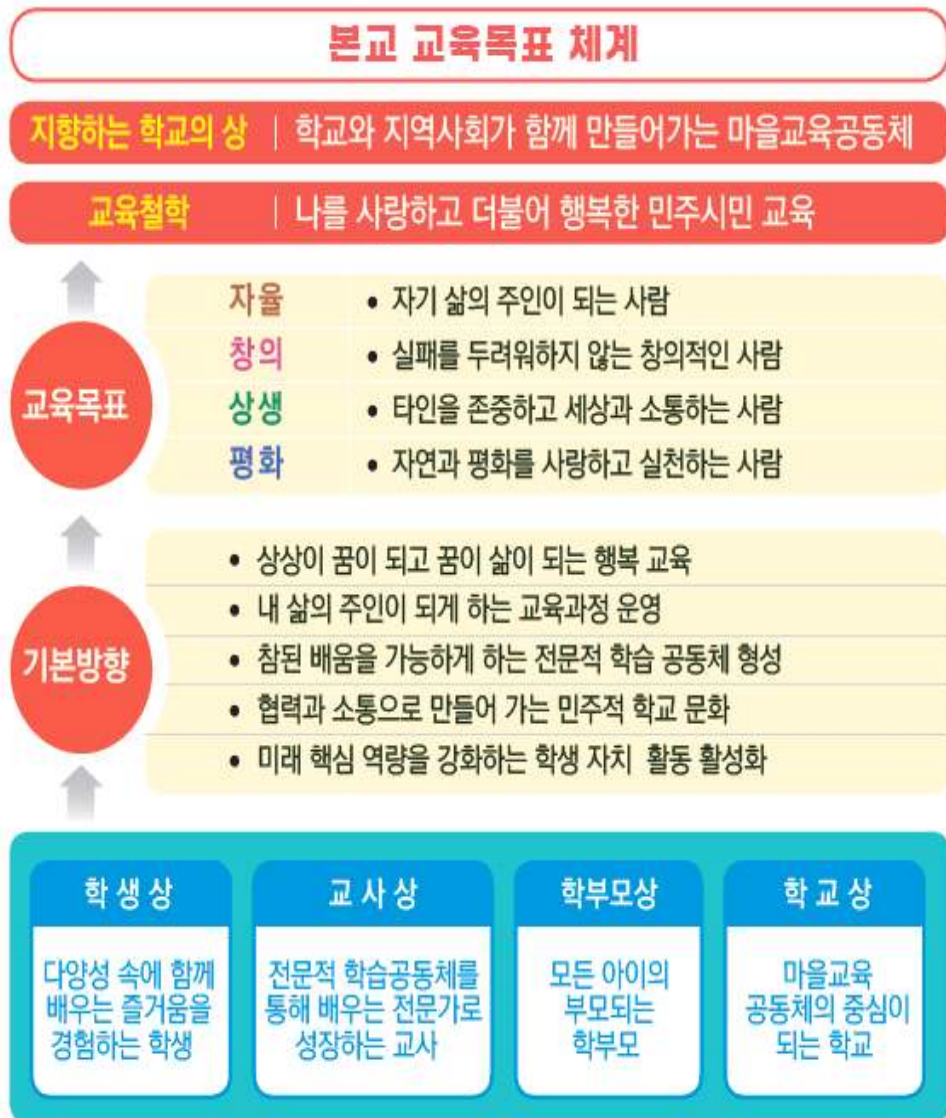 본교 교육목표 체계
지향하는 학교의 상 | 학교와 지역사회가 함께 만들어가는 마을교육공동체
교육철학 | 나를 사랑하고 더불어 행복한 민주시민 교육
교육목표
자율 • 자기 삶의 주인이 되는 사람
창의 • 실패를 두려워하지 않는 창의적인 사람
상생 • 타인을 존중하고 세상과 소통하는 사람
평화 • 자연과 평화를 사랑하고 실천하는 사람
기본방향
• 상상이 꿈이 되고 꿈이 삶이 되는 행복 교육
• 내 삶의 주인이 되게 하는 교육과정 운영
• 참된 배움을 가능하게 하는 전문적 학습 공동체 형성
• 협력과 소통으로 만들어 가는 민주적 학교 문화
• 미래 핵심 역량을 강화하는 학생 자치 활동 활성화
학 생 상
다양성 속에 함께
배우는 즐거움을
경험하는 학생
교 사 상
전문적 학습공동체를
통해 배우는 전문가로
성장하는 교사
학부모상
모든 아이의
부모되는
학부모
학 교 상
마을교육
공동체의 중심이
되는 학교